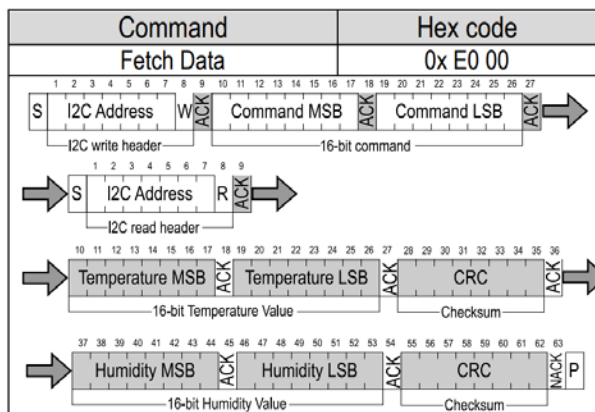 Command Hex code
Fetch Data 0x E0 00
1 2 3 4 5 6 7 8 9 10 11 12 13 14 15 16 17 18 19 20 21 22 23 24 25 26 27
S I2C Address W ACK Command MSB ACK Command LSB ACK
I2C write header 16-bit command
1 2 3 4 5 6 7 8 9
S I2C Address R ACK
I2C read header
10 11 12 13 14 15 16 17 18 19 20 21 22 23 24 25 26 27 28 29 30 31 32 33 34 35 36
Temperature MSB ACK Temperature LSB ACK CRC ACK
16-bit Temperature Value Checksum
37 38 39 40 41 42 43 44 45 46 47 48 49 50 51 52 53 54 55 56 57 58 59 60 61 62 63
Humidity MSB ACK Humidity LSB ACK CRC NACK P
16-bit Humidity Value Checksum